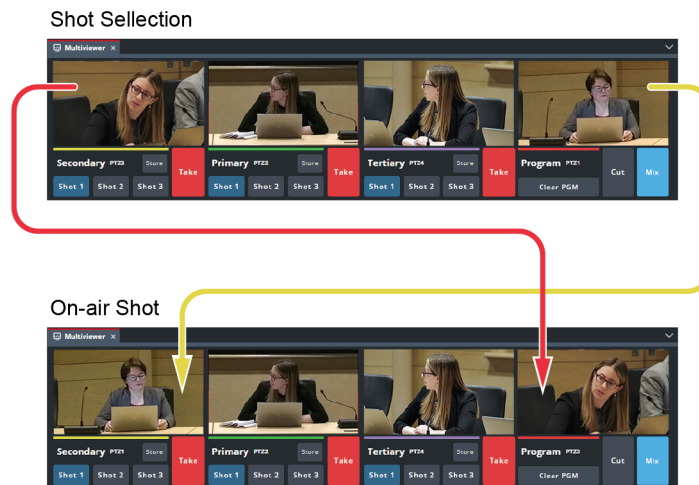 Shot Sellection
Multiviewer ×
Secondary PTZ3 Store Take Primary PTZ2 Store Take Tertiary PTZ4 Store Take Program PTZ1 Cut Mix
Shot 1 Shot 2 Shot 3 Shot 1 Shot 2 Shot 3 Shot 1 Shot 2 Shot 3 Clear PGM
On-air Shot
Multiviewer ×
Secondary PTZ1 Store Take Primary PTZ2 Store Take Tertiary PTZ4 Store Take Program PTZ3 Cut Mix
Shot 1 Shot 2 Shot 3 Shot 1 Shot 2 Shot 3 Shot 1 Shot 2 Shot 3 Clear PGM